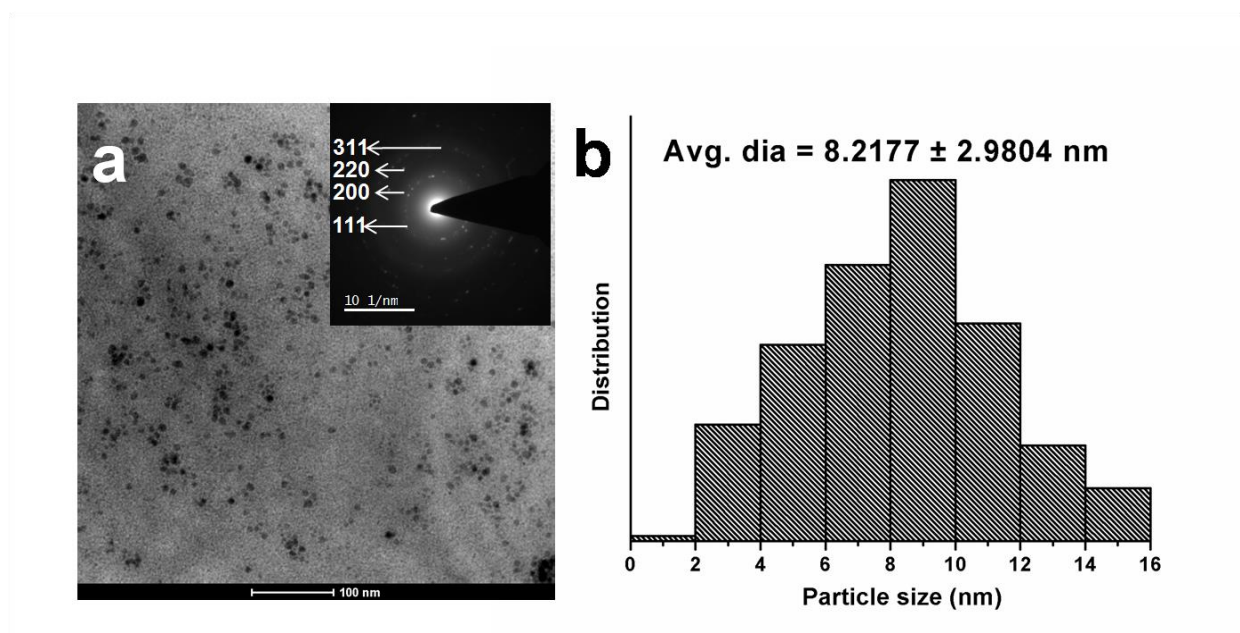 a
311
220
200
111
10 1/nm
100 nm
b
Avg. dia = 8.2177 ± 2.9804 nm
Distribution
0 2 4 6 8 10 12 14 16
Particle size (nm)